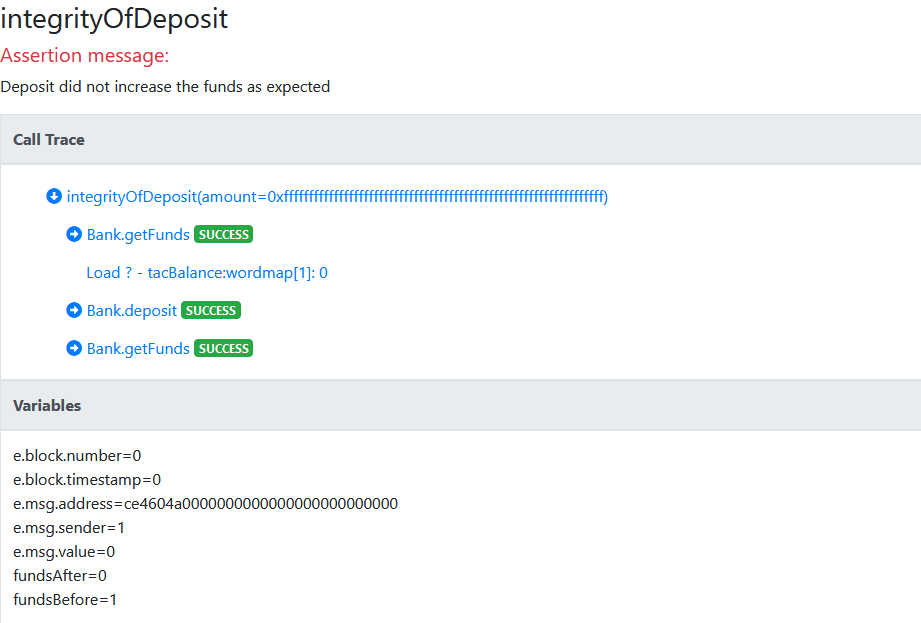 integrityOfDeposit
Assertion message:
Deposit did not increase the funds as expected
Call Trace
integrityOfDeposit(amount=0xffffffffffffffffffffffffffffffffffffffffffffffffffffffffffffffff)
Bank.getFunds SUCCESS
Load ? - tacBalance:wordmap[1]: 0
Bank.deposit SUCCESS
Bank.getFunds SUCCESS
Variables
e.block.number=0
e.block.timestamp=0
e.msg.address=ce4604a0000000000000000000000000
e.msg.sender=1
e.msg.value=0
fundsAfter=0
fundsBefore=1